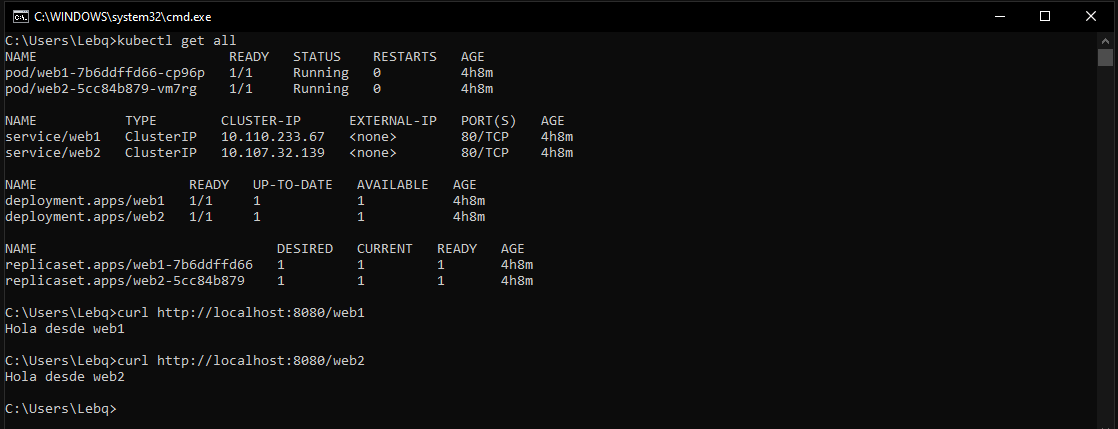 C:\WINDOWS\system32\cmd.exe
C:\Users\Lebq>kubectl get all
NAME                        READY   STATUS    RESTARTS   AGE
pod/web1-7b6ddffd66-cp96p   1/1     Running   0          4h8m
pod/web2-5cc84b879-vm7rg    1/1     Running   0          4h8m
NAME           TYPE        CLUSTER-IP      EXTERNAL-IP   PORT(S)   AGE
service/web1   ClusterIP   10.110.233.67   <none>        80/TCP    4h8m
service/web2   ClusterIP   10.107.32.139   <none>        80/TCP    4h8m
NAME                   READY   UP-TO-DATE   AVAILABLE   AGE
deployment.apps/web1   1/1     1            1           4h8m
deployment.apps/web2   1/1     1            1           4h8m
NAME                              DESIRED   CURRENT   READY   AGE
replicaset.apps/web1-7b6ddffd66   1         1         1       4h8m
replicaset.apps/web2-5cc84b879    1         1         1       4h8m
C:\Users\Lebq>curl http://localhost:8080/web1
Hola desde web1
C:\Users\Lebq>curl http://localhost:8080/web2
Hola desde web2
C:\Users\Lebq>